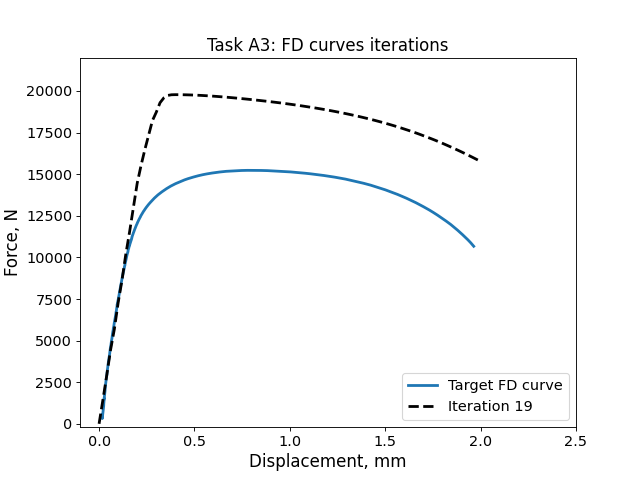 Task A3: FD curves iterations
Force, N
20000
17500
15000
12500
10000
7500
5000
2500
0
0.0 0.5 1.0 1.5 2.0 2.5
Displacement, mm
Target FD curve
Iteration 19